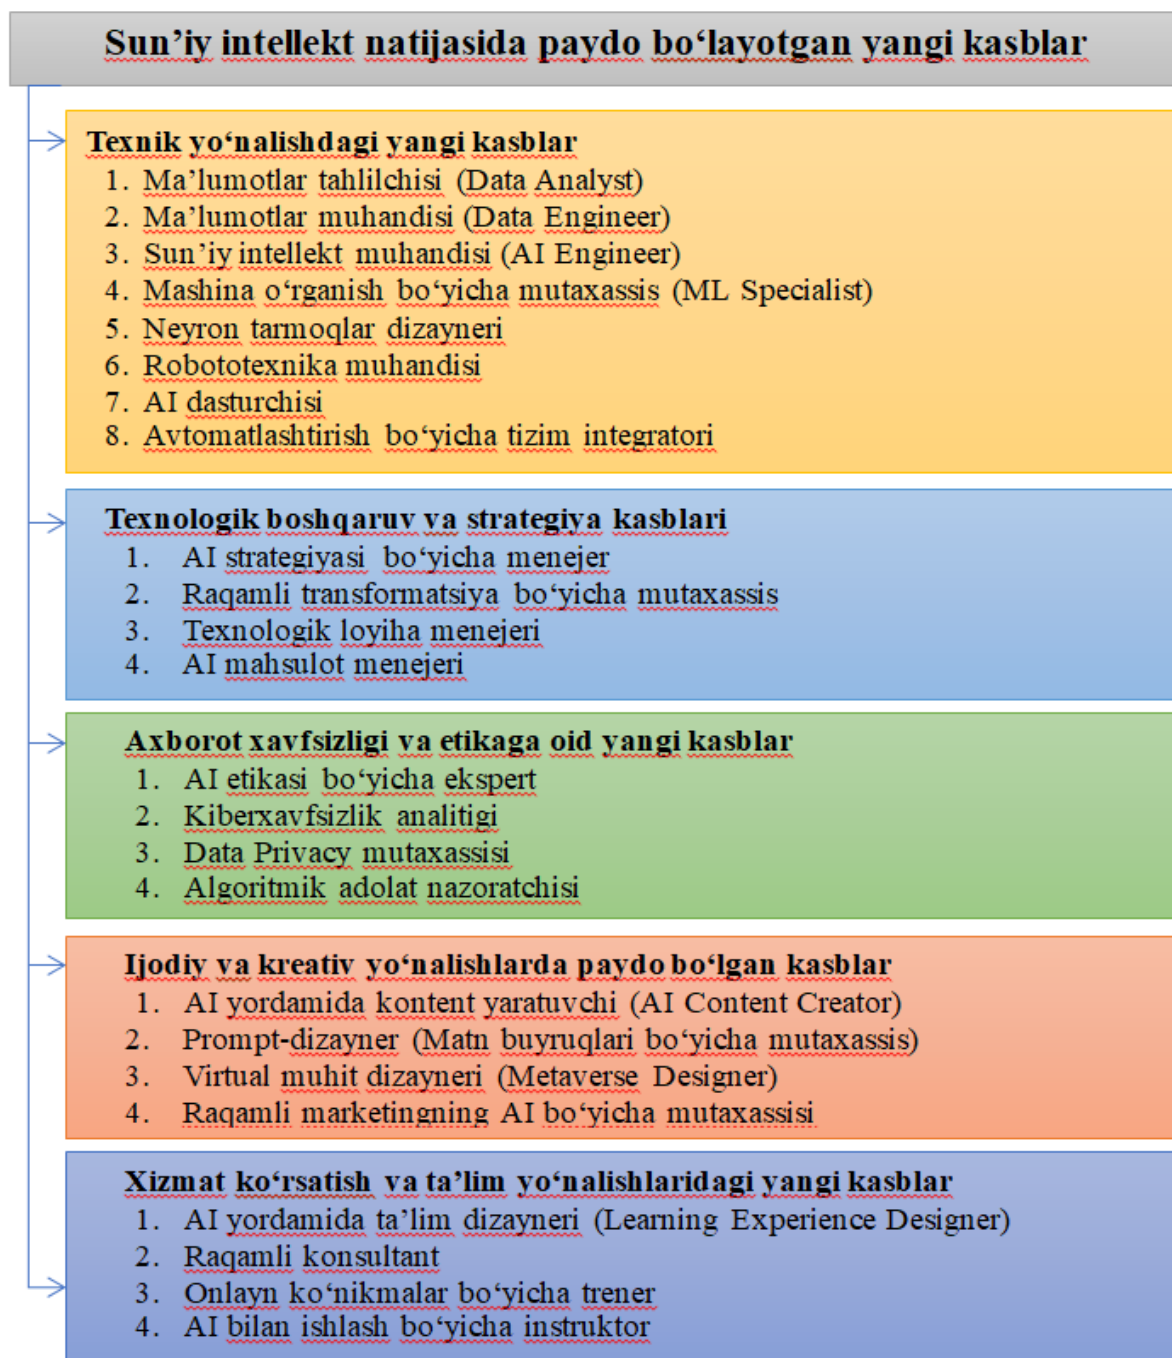 Sun’iy intellekt natijasida paydo bo‘layotgan yangi kasblar
Texnik yo‘nalishdagi yangi kasblar
1. Ma’lumotlar tahlilchisi (Data Analyst)
2. Ma’lumotlar muhandisi (Data Engineer)
3. Sun’iy intellekt muhandisi (AI Engineer)
4. Mashina o‘rganish bo‘yicha mutaxassis (ML Specialist)
5. Neyron tarmoqlar dizayneri
6. Robototexnika muhandisi
7. AI dasturchisi
8. Avtomatlashtirish bo‘yicha tizim integratori
Texnologik boshqaruv va strategiya kasblari
1. AI strategiyasi bo‘yicha menejer
2. Raqamli transformatsiya bo‘yicha mutaxassis
3. Texnologik loyiha menejeri
4. AI mahsulot menejeri
Axborot xavfsizligi va etikaga oid yangi kasblar
1. AI etikasi bo‘yicha ekspert
2. Kiberxavfsizlik analitigi
3. Data Privacy mutaxassisi
4. Algoritmik adolat nazoratchisi
Ijodiy va kreativ yo‘nalishlarda paydo bo‘lgan kasblar
1. AI yordamida kontent yaratuvchi (AI Content Creator)
2. Prompt-dizayner (Matn buyruqlari bo‘yicha mutaxassis)
3. Virtual muhit dizayneri (Metaverse Designer)
4. Raqamli marketingning AI bo‘yicha mutaxassisi
Xizmat ko‘rsatish va ta’lim yo‘nalishlaridagi yangi kasblar
1. AI yordamida ta’lim dizayneri (Learning Experience Designer)
2. Raqamli konsultant
3. Onlayn ko‘nikmalar bo‘yicha trener
4. AI bilan ishlash bo‘yicha instruktor